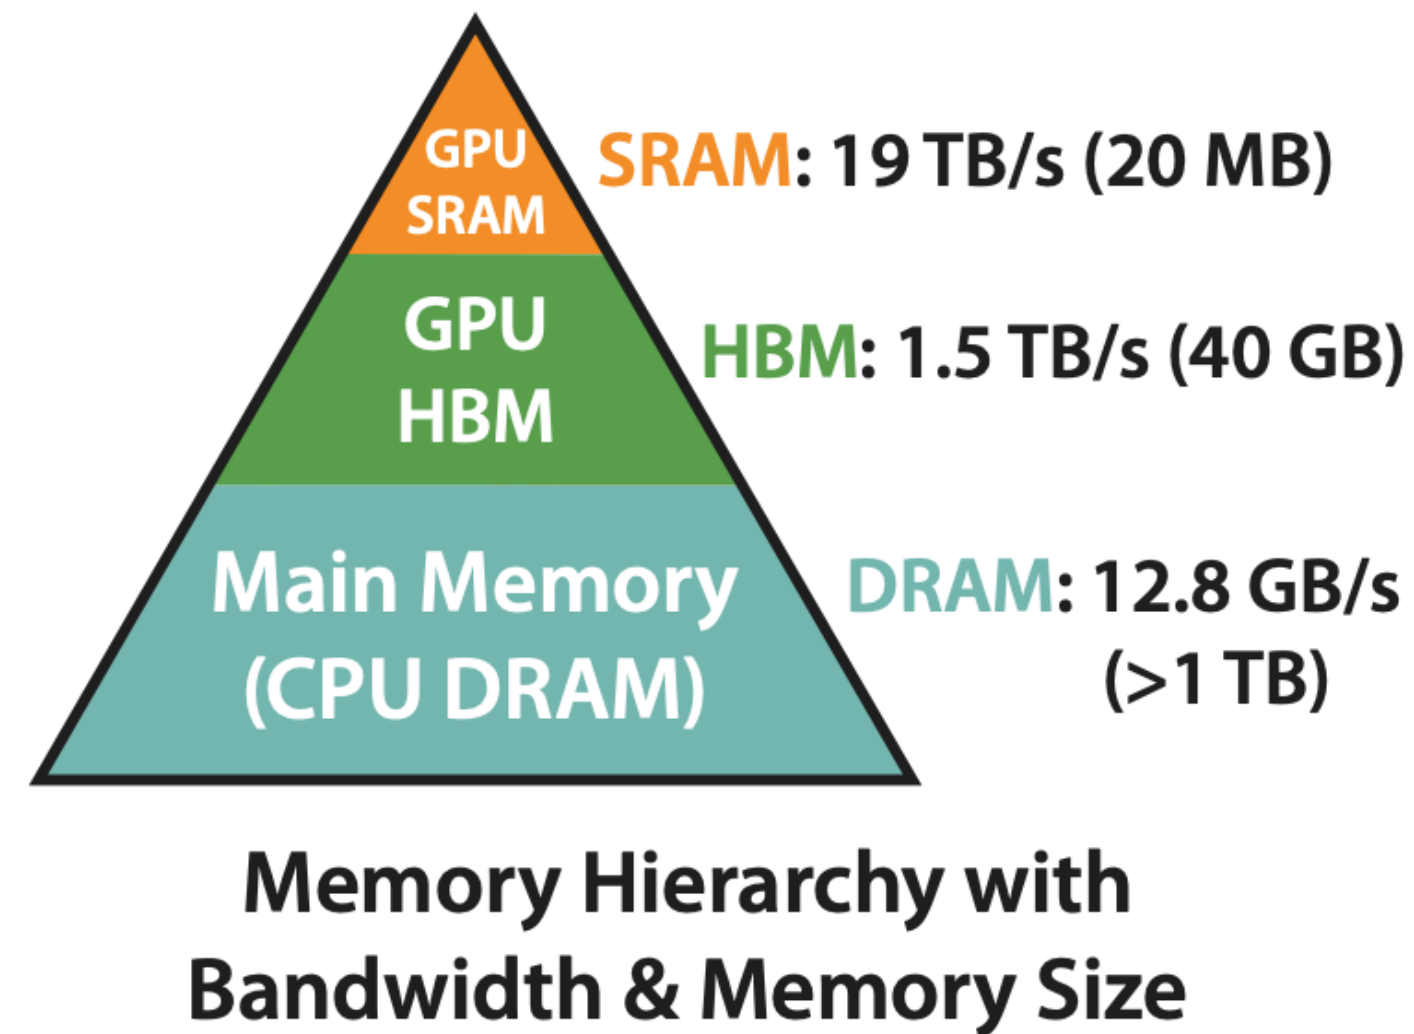 GPU
SRAM
SRAM: 19 TB/s (20 MB)
GPU
HBM
HBM: 1.5 TB/s (40 GB)
Main Memory
(CPU DRAM)
DRAM: 12.8 GB/s
(>1 TB)
Memory Hierarchy with
Bandwidth & Memory Size